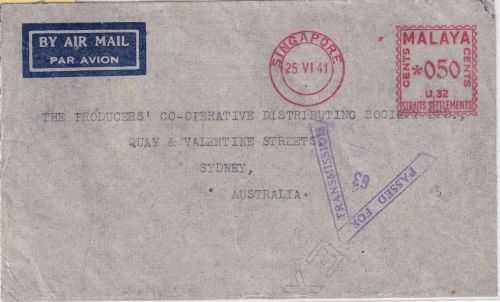 BY AIR MAIL
PAR AVION
SINGAPORE
25 VI 41
MALAYA
CENTS
*050
CENTS
U.32
STRAITS SETTLEMENTS
THE PRODUCERS' CO-OPERATIVE DISTRIBUTING SOCIETY
QUAY & VALENTINE STREETS
SYDNEY,
AUSTRALIA.
PASSED FOR
TRANSMISSION
63